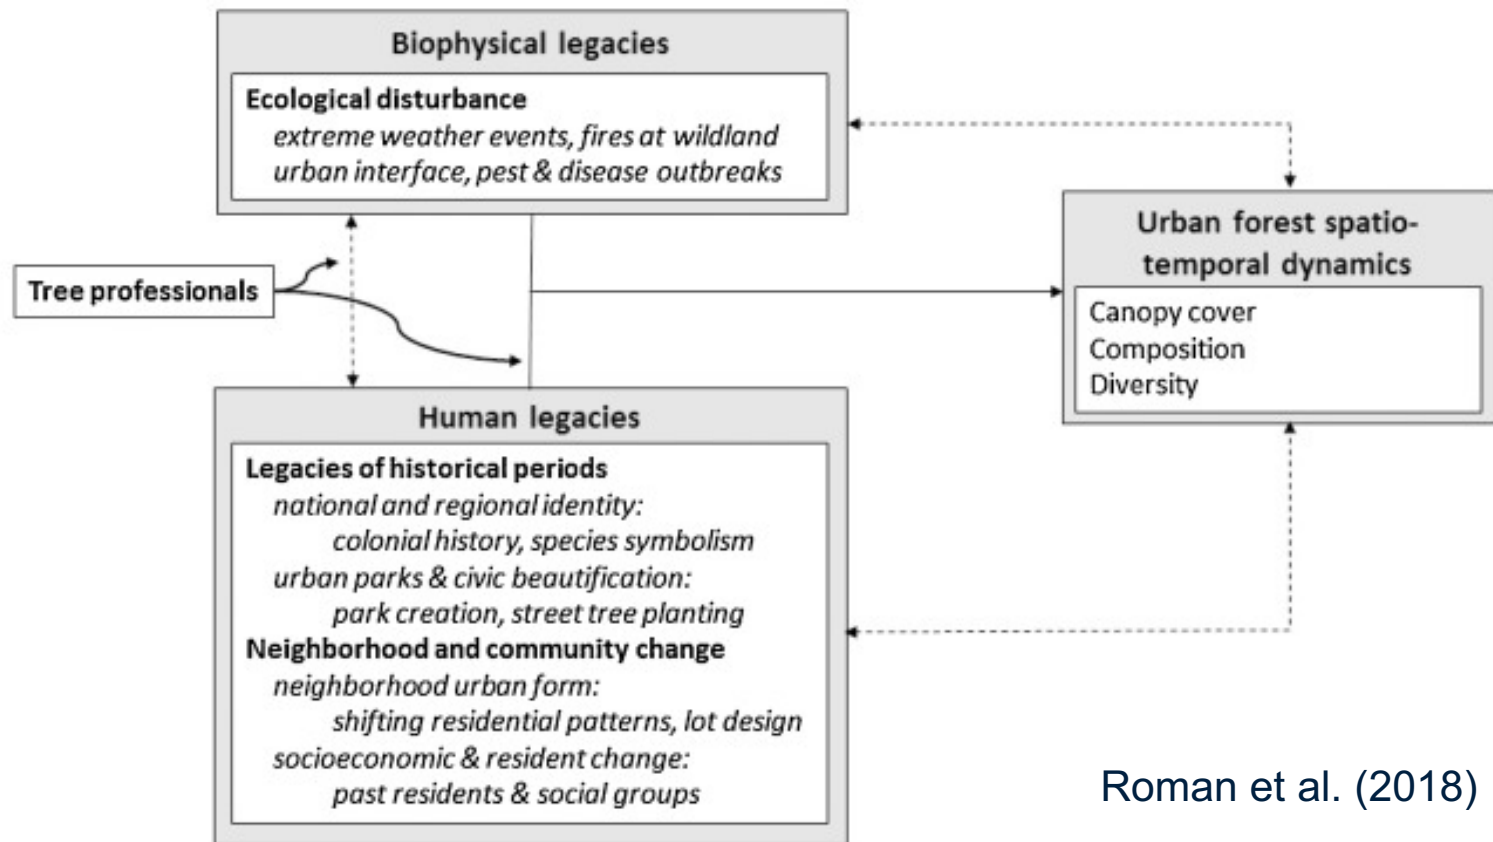 Biophysical legacies
Ecological disturbance
extreme weather events, fires at wildland
urban interface, pest & disease outbreaks
Tree professionals
Urban forest spatio-
temporal dynamics
Canopy cover
Composition
Diversity
Human legacies
Legacies of historical periods
national and regional identity:
colonial history, species symbolism
urban parks & civic beautification:
park creation, street tree planting
Neighborhood and community change
neighborhood urban form:
shifting residential patterns, lot design
socioeconomic & resident change:
past residents & social groups
Roman et al. (2018)